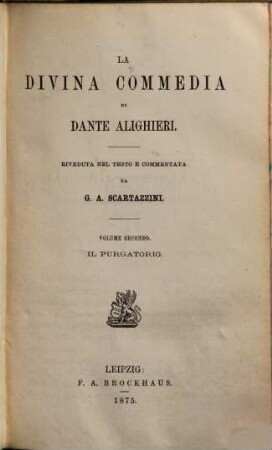 LA
DIVINA COMMEDIA
DI
DANTE ALIGHIERI.
RIVEDUTA NEL TESTO E COMMENTATA
DA
G. A. SCARTAZZINI.
VOLUME SECONDO.
IL PURGATORIO.
LEIPZIG:
F. A. BROCKHAUS.
1875.